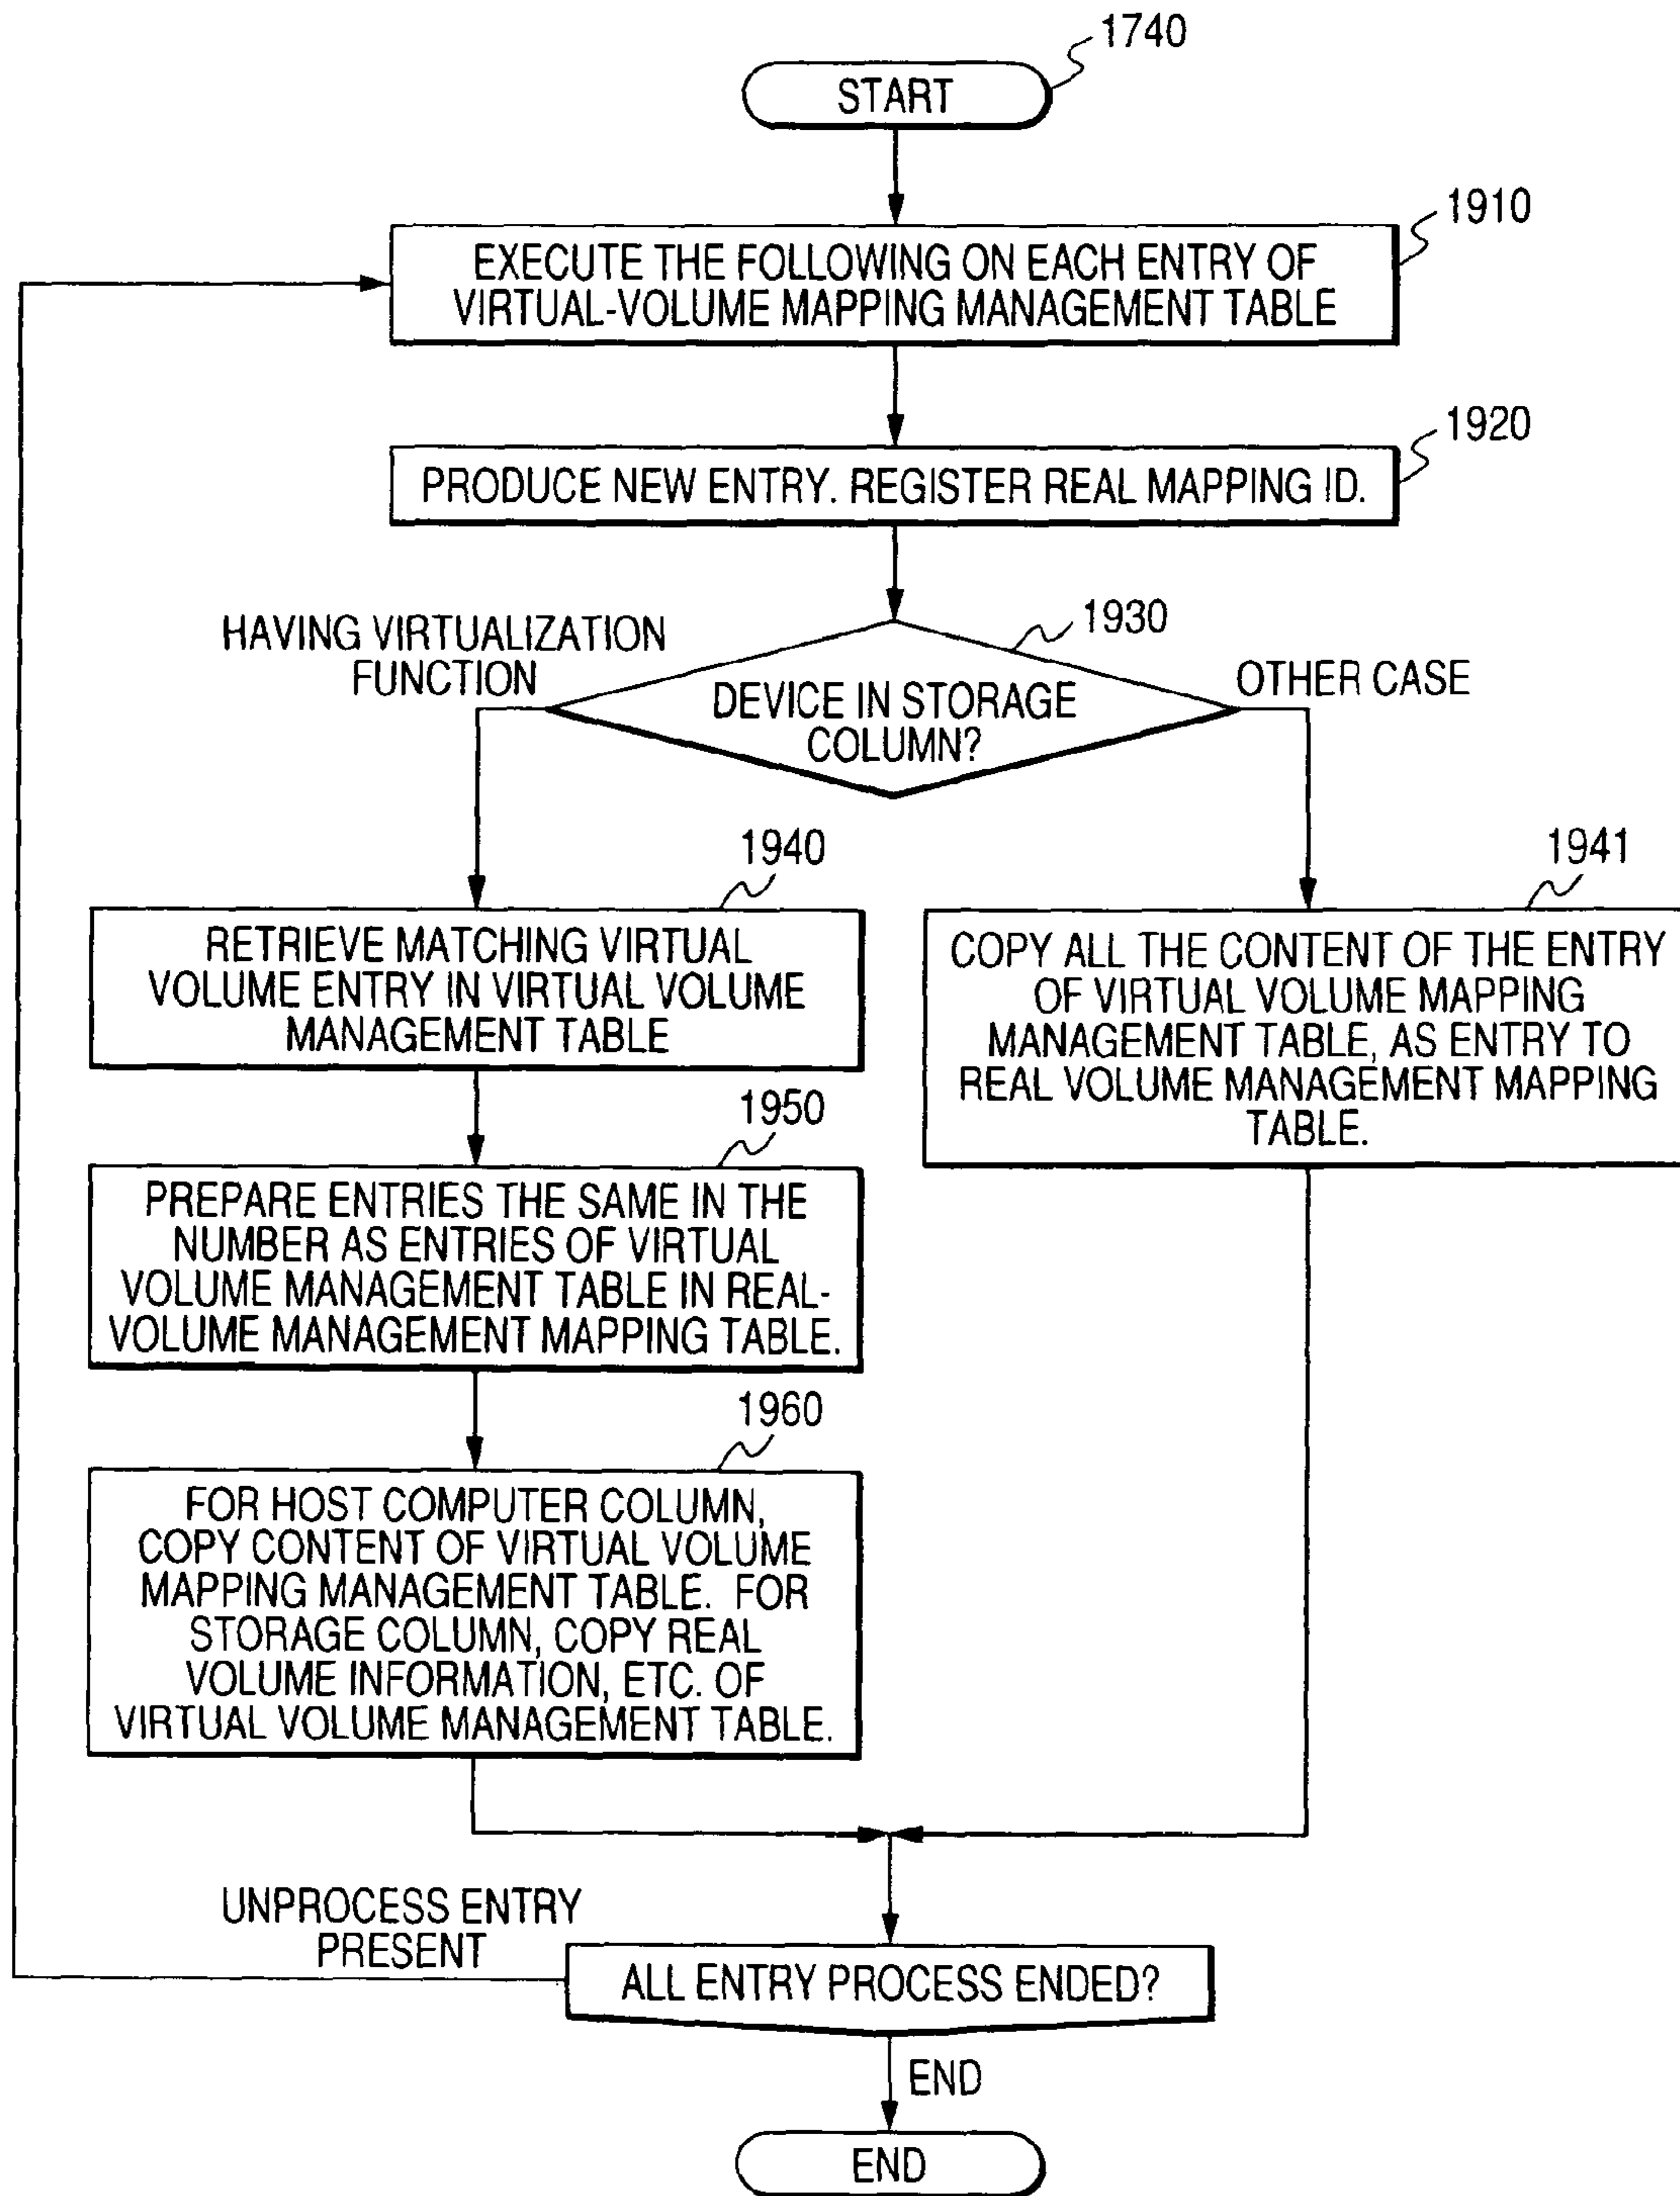 1740
START
1910
EXECUTE THE FOLLOWING ON EACH ENTRY OF
VIRTUAL-VOLUME MAPPING MANAGEMENT TABLE
1920
PRODUCE NEW ENTRY. REGISTER REAL MAPPING ID.
1930
HAVING VIRTUALIZATION
FUNCTION
DEVICE IN STORAGE
COLUMN?
OTHER CASE
1940
RETRIEVE MATCHING VIRTUAL
VOLUME ENTRY IN VIRTUAL VOLUME
MANAGEMENT TABLE
1941
COPY ALL THE CONTENT OF THE ENTRY
OF VIRTUAL VOLUME MAPPING
MANAGEMENT TABLE, AS ENTRY TO
REAL VOLUME MANAGEMENT MAPPING
TABLE.
1950
PREPARE ENTRIES THE SAME IN THE
NUMBER AS ENTRIES OF VIRTUAL
VOLUME MANAGEMENT TABLE IN REAL-
VOLUME MANAGEMENT MAPPING TABLE.
1960
FOR HOST COMPUTER COLUMN,
COPY CONTENT OF VIRTUAL VOLUME
MAPPING MANAGEMENT TABLE. FOR
STORAGE COLUMN, COPY REAL
VOLUME INFORMATION, ETC. OF
VIRTUAL VOLUME MANAGEMENT TABLE.
UNPROCESS ENTRY
PRESENT
ALL ENTRY PROCESS ENDED?
END
END